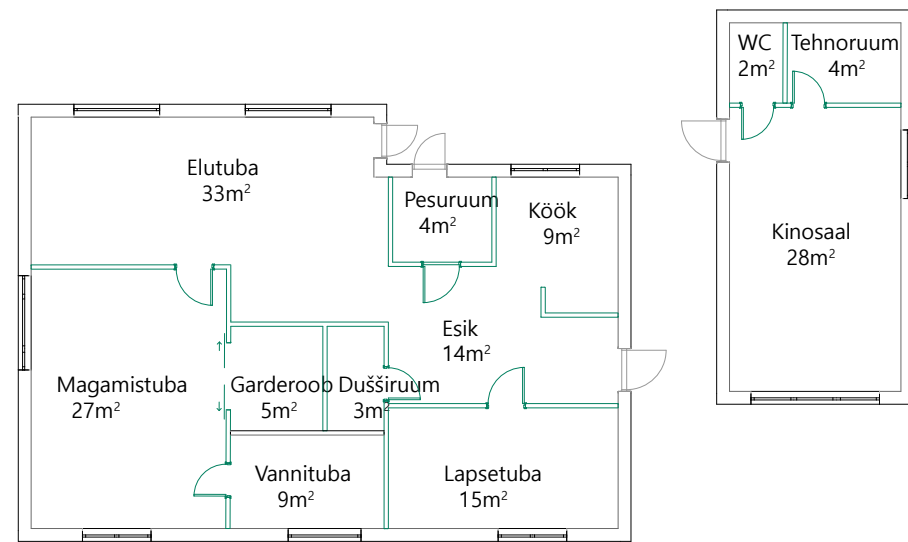 WC
2m²
Tehnoruum
4m²
Elutuba
33m²
Pesuruum
4m²
Köök
9m²
Kinosaal
28m²
Esik
14m²
Magamistuba
27m²
Garderoob
5m²
Dušširuum
3m²
Vannituba
9m²
Lapsetuba
15m²